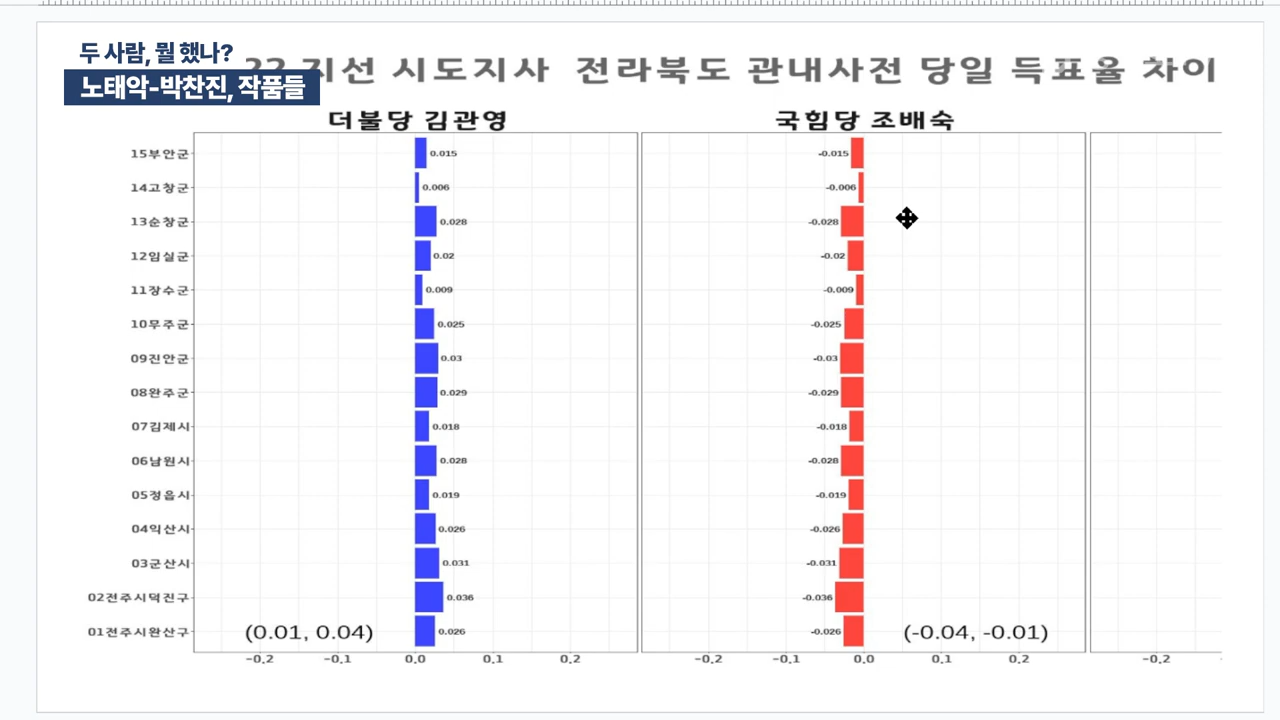 두 사람, 뭘 했나?
노태악-박찬진, 작품들
22 지선 시도지사 전라북도 관내사전 당일 득표율 차이
더불당 김관영
국힘당 조배숙
15부안군 0.015 -0.015
14고창군 0.006 -0.006
13순창군 0.028 -0.028
12임실군 0.02 -0.02
11장수군 0.009 -0.009
10무주군 0.025 -0.025
09진안군 0.03 -0.03
08완주군 0.029 -0.029
07김제시 0.018 -0.018
06남원시 0.028 -0.028
05정읍시 0.019 -0.019
04익산시 0.026 -0.026
03군산시 0.031 -0.031
02전주시덕진구 0.036 -0.036
01전주시완산구 (0.01, 0.04) 0.026 -0.026 (-0.04, -0.01)
-0.2 -0.1 0.0 0.1 0.2 -0.2 -0.1 0.0 0.1 0.2 -0.2